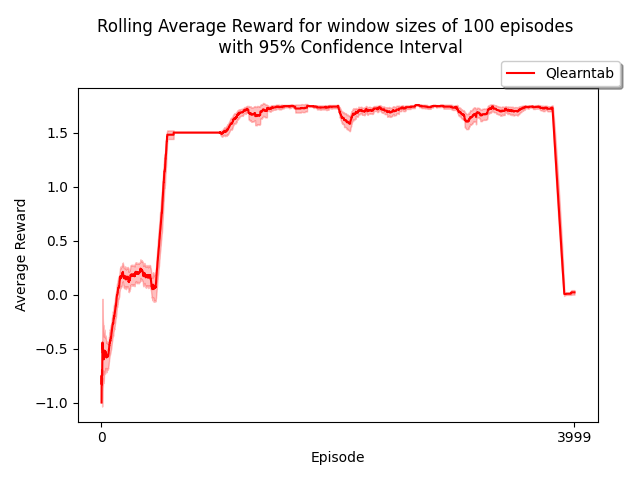 Rolling Average Reward for window sizes of 100 episodes
with 95% Confidence Interval
Qlearntab
1.5
1.0
0.5
0.0
−0.5
−1.0
Average Reward
0
3999
Episode